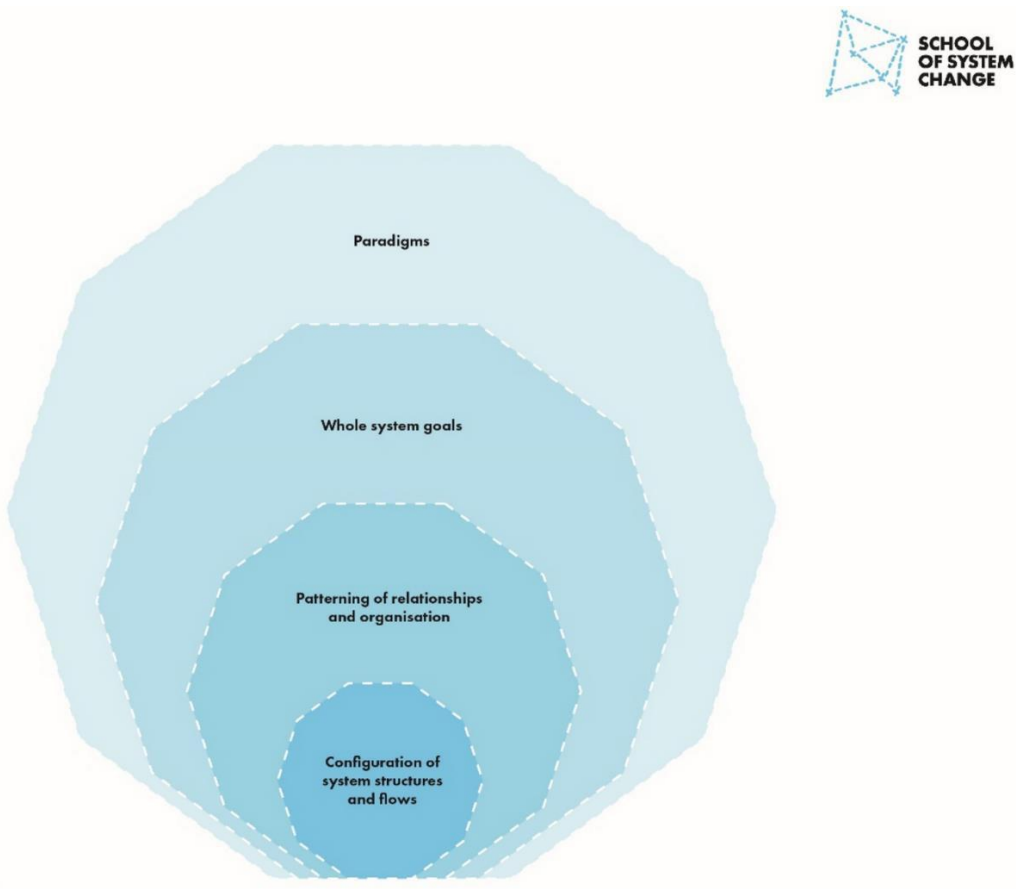 SCHOOL
OF SYSTEM
CHANGE
Paradigms
Whole system goals
Patterning of relationships
and organisation
Configuration of
system structures
and flows